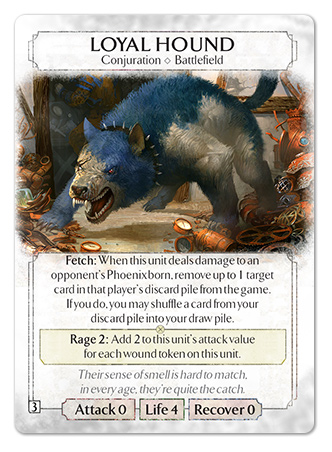 LOYAL HOUND
Conjuration ◇ Battlefield
Fetch: When this unit deals damage to an
opponent's Phoenixborn, remove up to 1 target
card in that player's discard pile from the game.
If you do, you may shuffle a card from your
discard pile into your draw pile.
Rage 2: Add 2 to this unit's attack value
for each wound token on this unit.
Their sense of smell is hard to match,
in every age, they're quite the catch.
3
Attack 0 Life 4 Recover 0